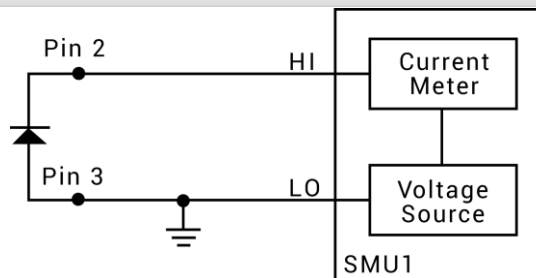 Pin 2
HI
Current
Meter
Pin 3
LO
Voltage
Source
SMU1